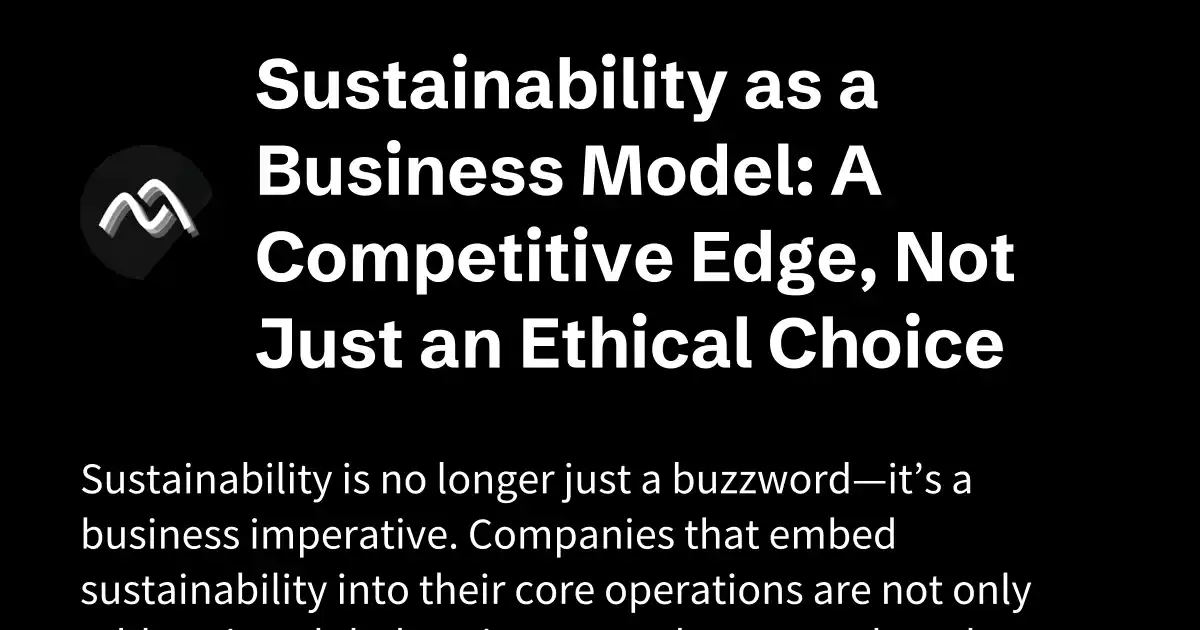 Sustainability as a
Business Model: A
Competitive Edge, Not
Just an Ethical Choice
Sustainability is no longer just a buzzword—it’s a
business imperative. Companies that embed
sustainability into their core operations are not only